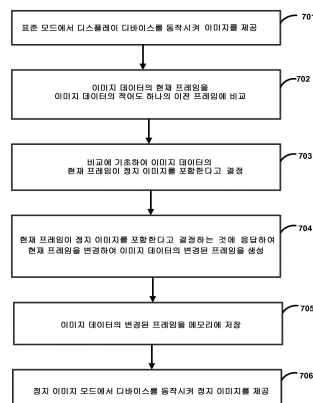 표준 모드에서 디스플레이 디바이스를 동작시켜 이미지를 제공
701
이미지 데이터의 현재 프레임을
이미지 데이터의 적어도 하나의 이전 프레임에 비교
702
비교에 기초하여 이미지 데이터의
현재 프레임이 정지 이미지를 포함한다고 결정
703
현재 프레임이 정지 이미지를 포함한다고 결정하는 것에 응답하여
현재 프레임을 변경하여 이미지 데이터의 변경된 프레임을 생성
704
이미지 데이터의 변경된 프레임을 메모리에 저장
705
정지 이미지 모드에서 디바이스를 동작시켜 정지 이미지를 제공
706